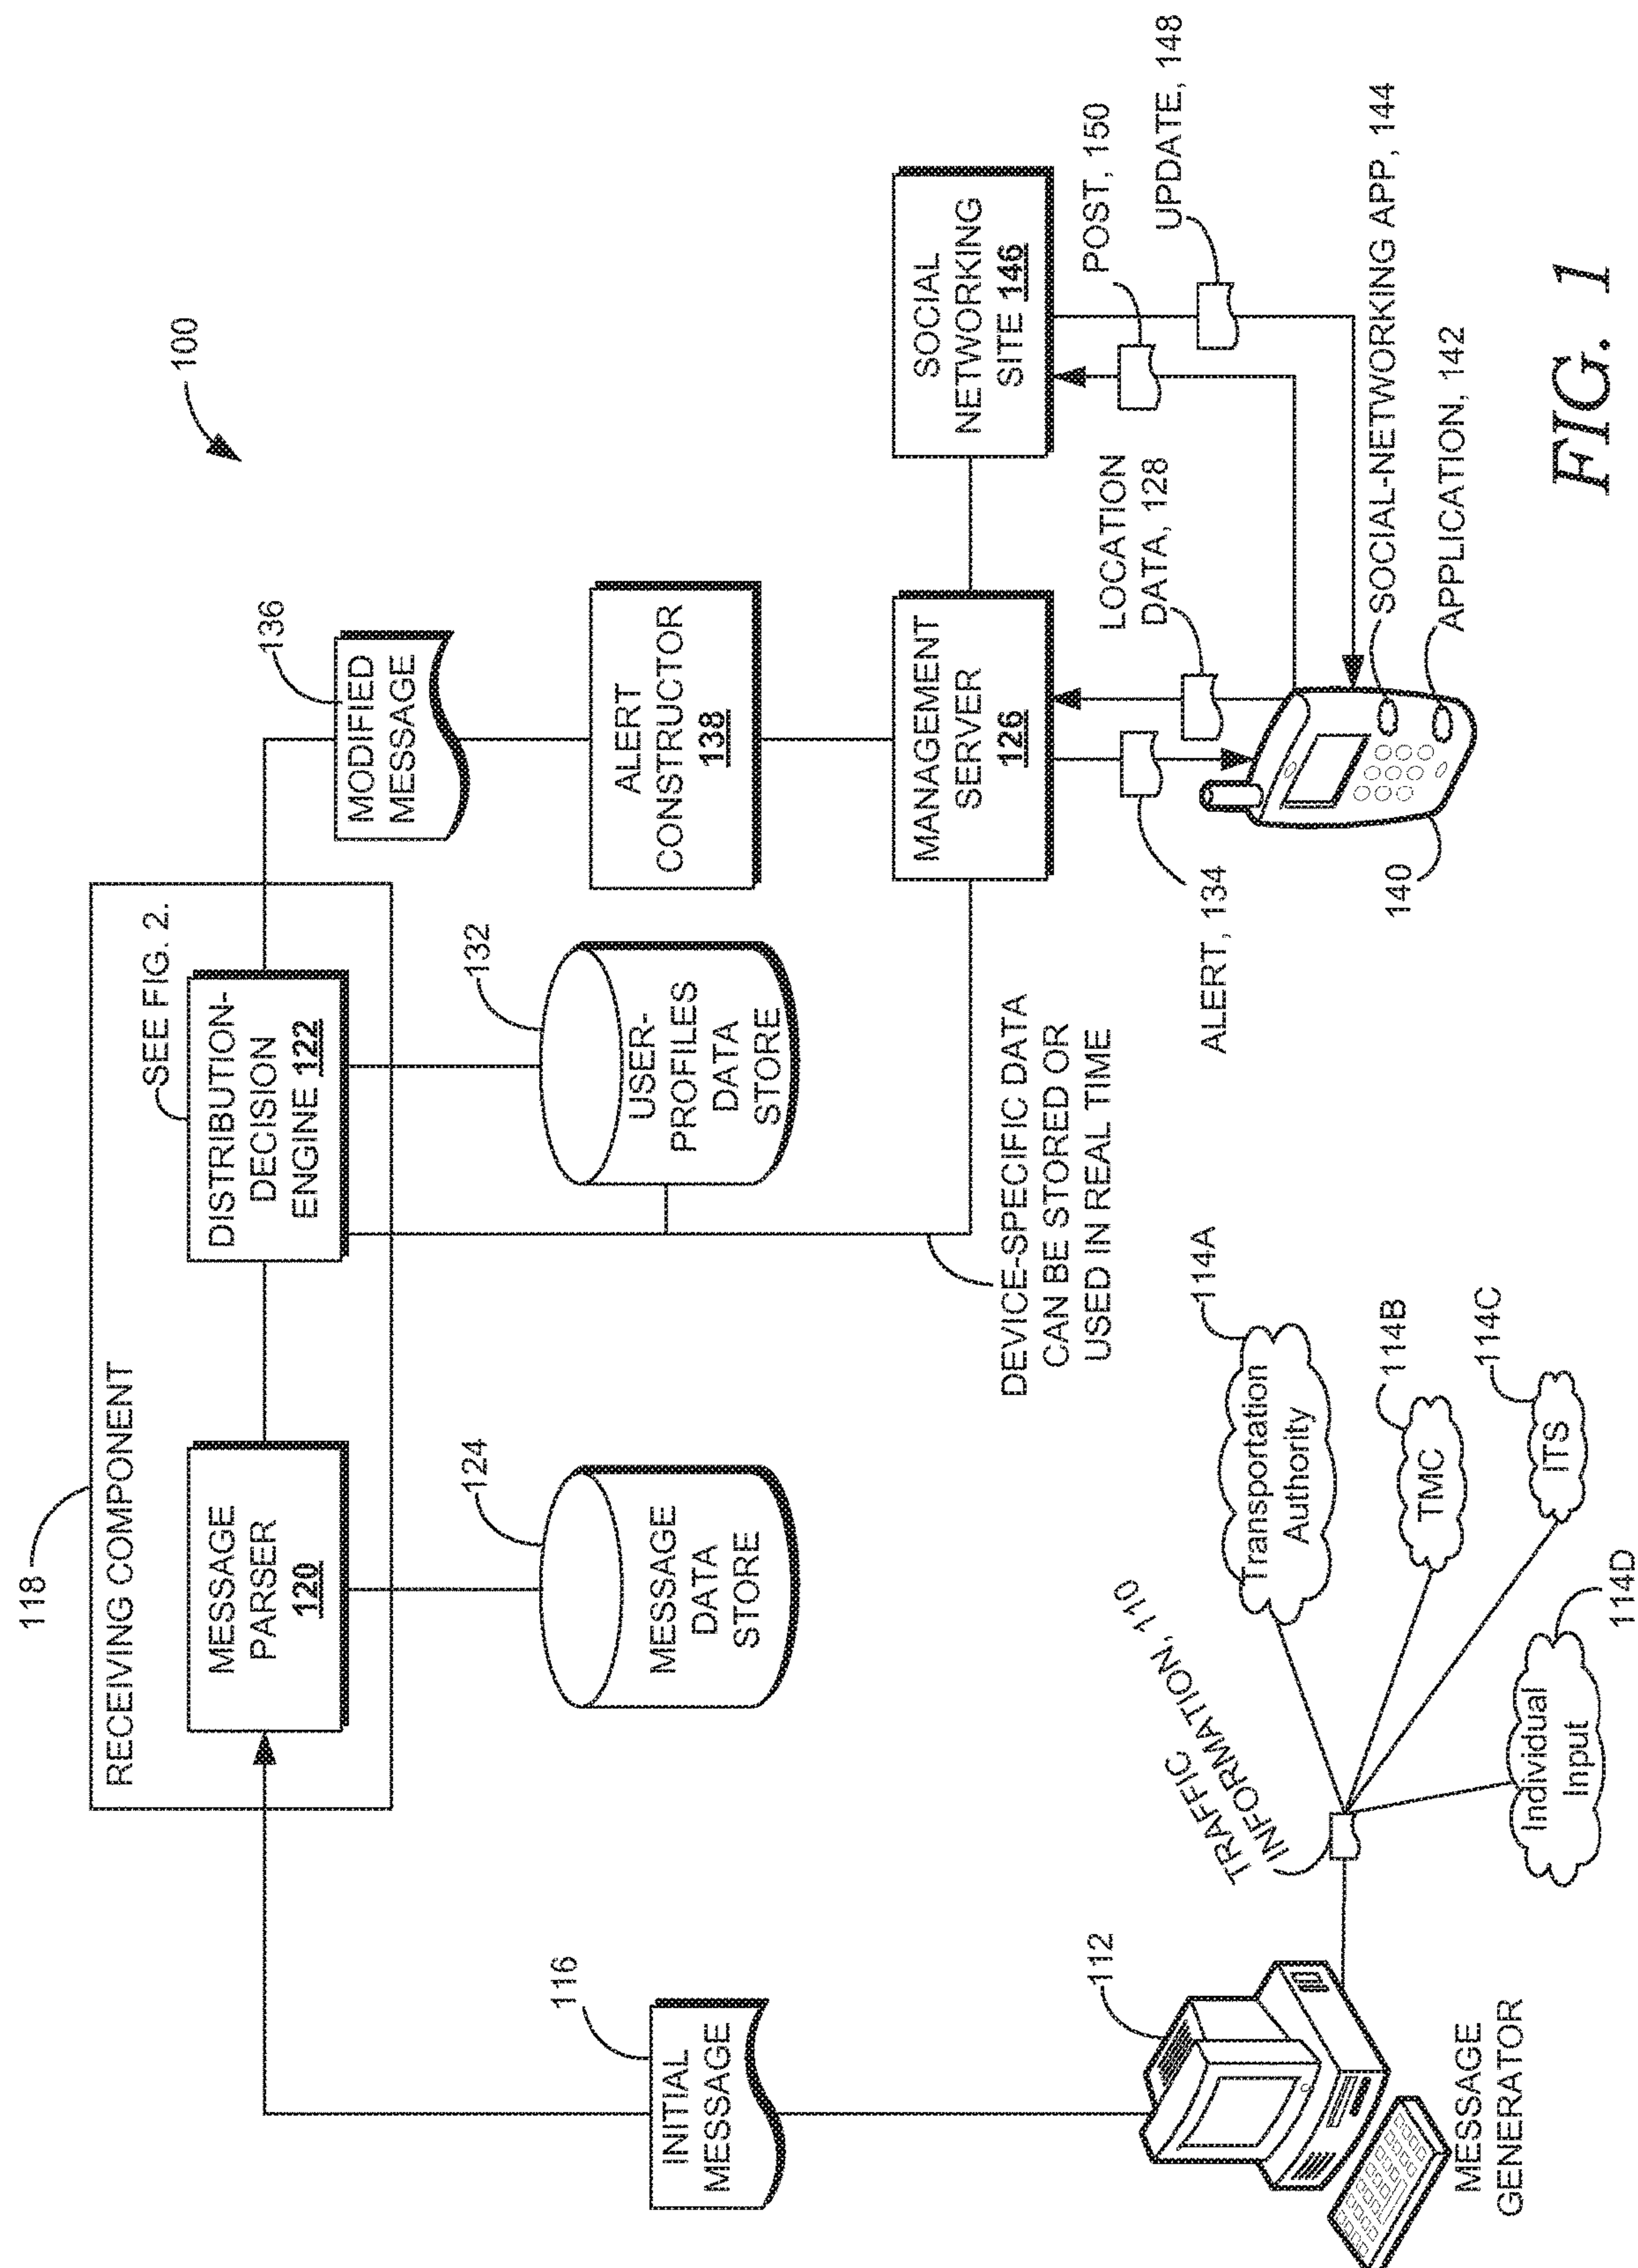 100
118
RECEIVING COMPONENT
SEE FIG. 2.
MESSAGE
PARSER
120
DISTRIBUTION-
DECISION
ENGINE 122
136
MODIFIED
MESSAGE
116
INITIAL
MESSAGE
124
MESSAGE
DATA
STORE
132
USER-
PROFILES
DATA
STORE
ALERT
CONSTRUCTOR
138
MANAGEMENT
SERVER
126
SOCIAL
NETWORKING
SITE 146
DEVICE-SPECIFIC DATA
CAN BE STORED OR
USED IN REAL TIME
LOCATION
DATA, 128
POST, 150
UPDATE, 148
ALERT, 134
SOCIAL-NETWORKING APP, 144
APPLICATION, 142
140
112
MESSAGE
GENERATOR
TRAFFIC
INFORMATION, 110
114A
Transportation
Authority
114B
TMC
114C
ITS
114D
Individual
Input
FIG. 1